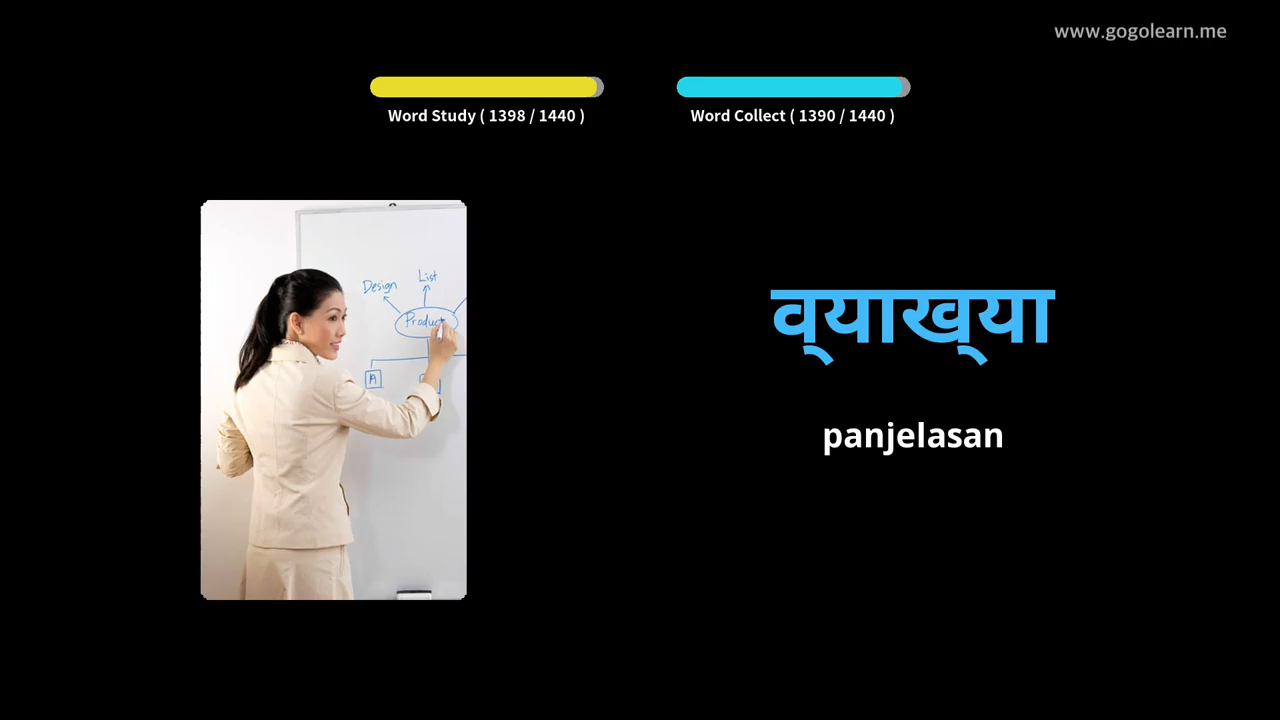 www.gogolearn.me
Word Study ( 1398 / 1440 )
Word Collect ( 1390 / 1440 )
Design
List
Product
A
व्याख्या
panjelasan